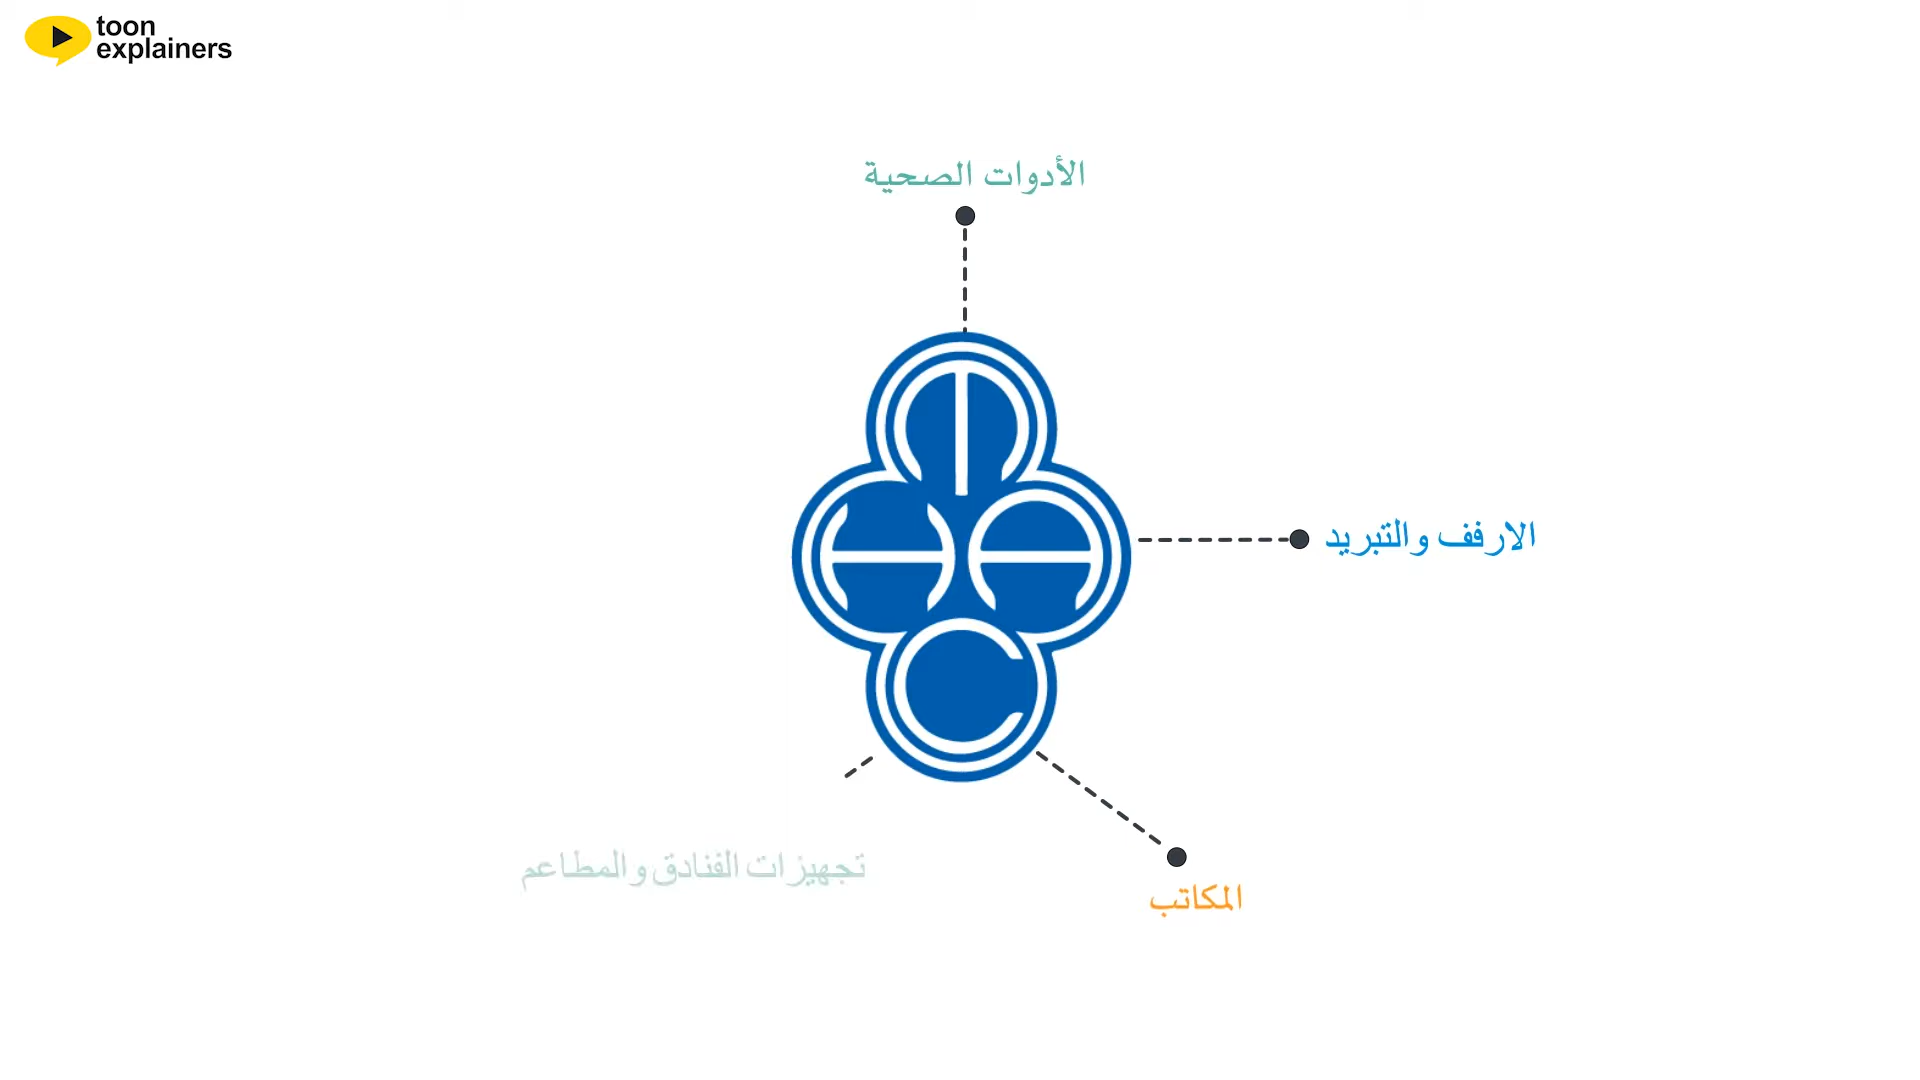 toon
explainers
الأدوات الصحية
الارفف والتبريد
تجهيزات الفنادق والمطاعم
المكاتب